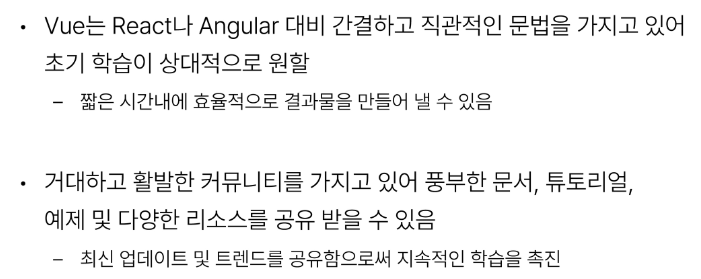 • Vue는 React나 Angular 대비 간결하고 직관적인 문법을 가지고 있어
초기 학습이 상대적으로 원할
– 짧은 시간내에 효율적으로 결과물을 만들어 낼 수 있음
• 거대하고 활발한 커뮤니티를 가지고 있어 풍부한 문서, 튜토리얼,
예제 및 다양한 리소스를 공유 받을 수 있음
– 최신 업데이트 및 트렌드를 공유함으로써 지속적인 학습을 촉진